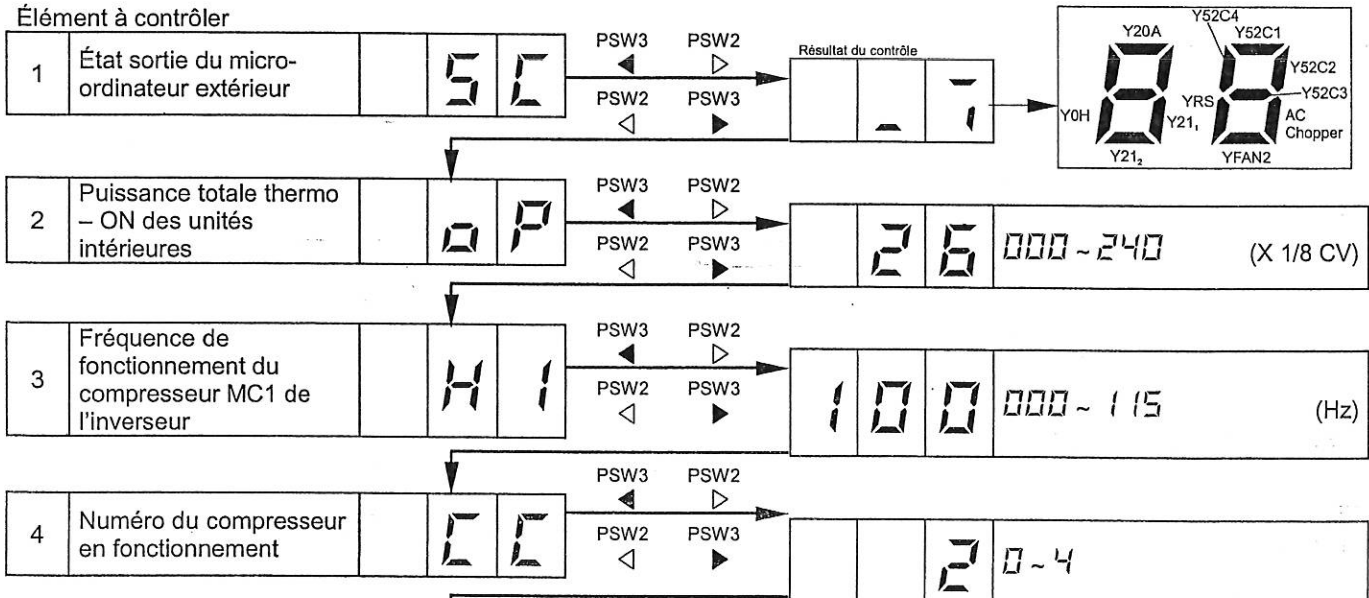 Élément à contrôler
1
État sortie du micro-
ordinateur extérieur
SC
PSW3 PSW2
PSW2 PSW3
Résultat du contrôle
Y52C4
Y20A Y52C1
Y52C2
Y52C3
YRS
Y0H Y21₁ AC
Chopper
Y21₂ YFAN2
2
Puissance totale thermo
– ON des unités
intérieures
oP
PSW3 PSW2
PSW2 PSW3
26 000 ~ 240 (X 1/8 CV)
3
Fréquence de
fonctionnement du
compresseur MC1 de
l'inverseur
H1
PSW3 PSW2
PSW2 PSW3
100 000 ~ 115 (Hz)
4
Numéro du compresseur
en fonctionnement
CC
PSW3 PSW2
PSW2 PSW3
2 0 ~ 4